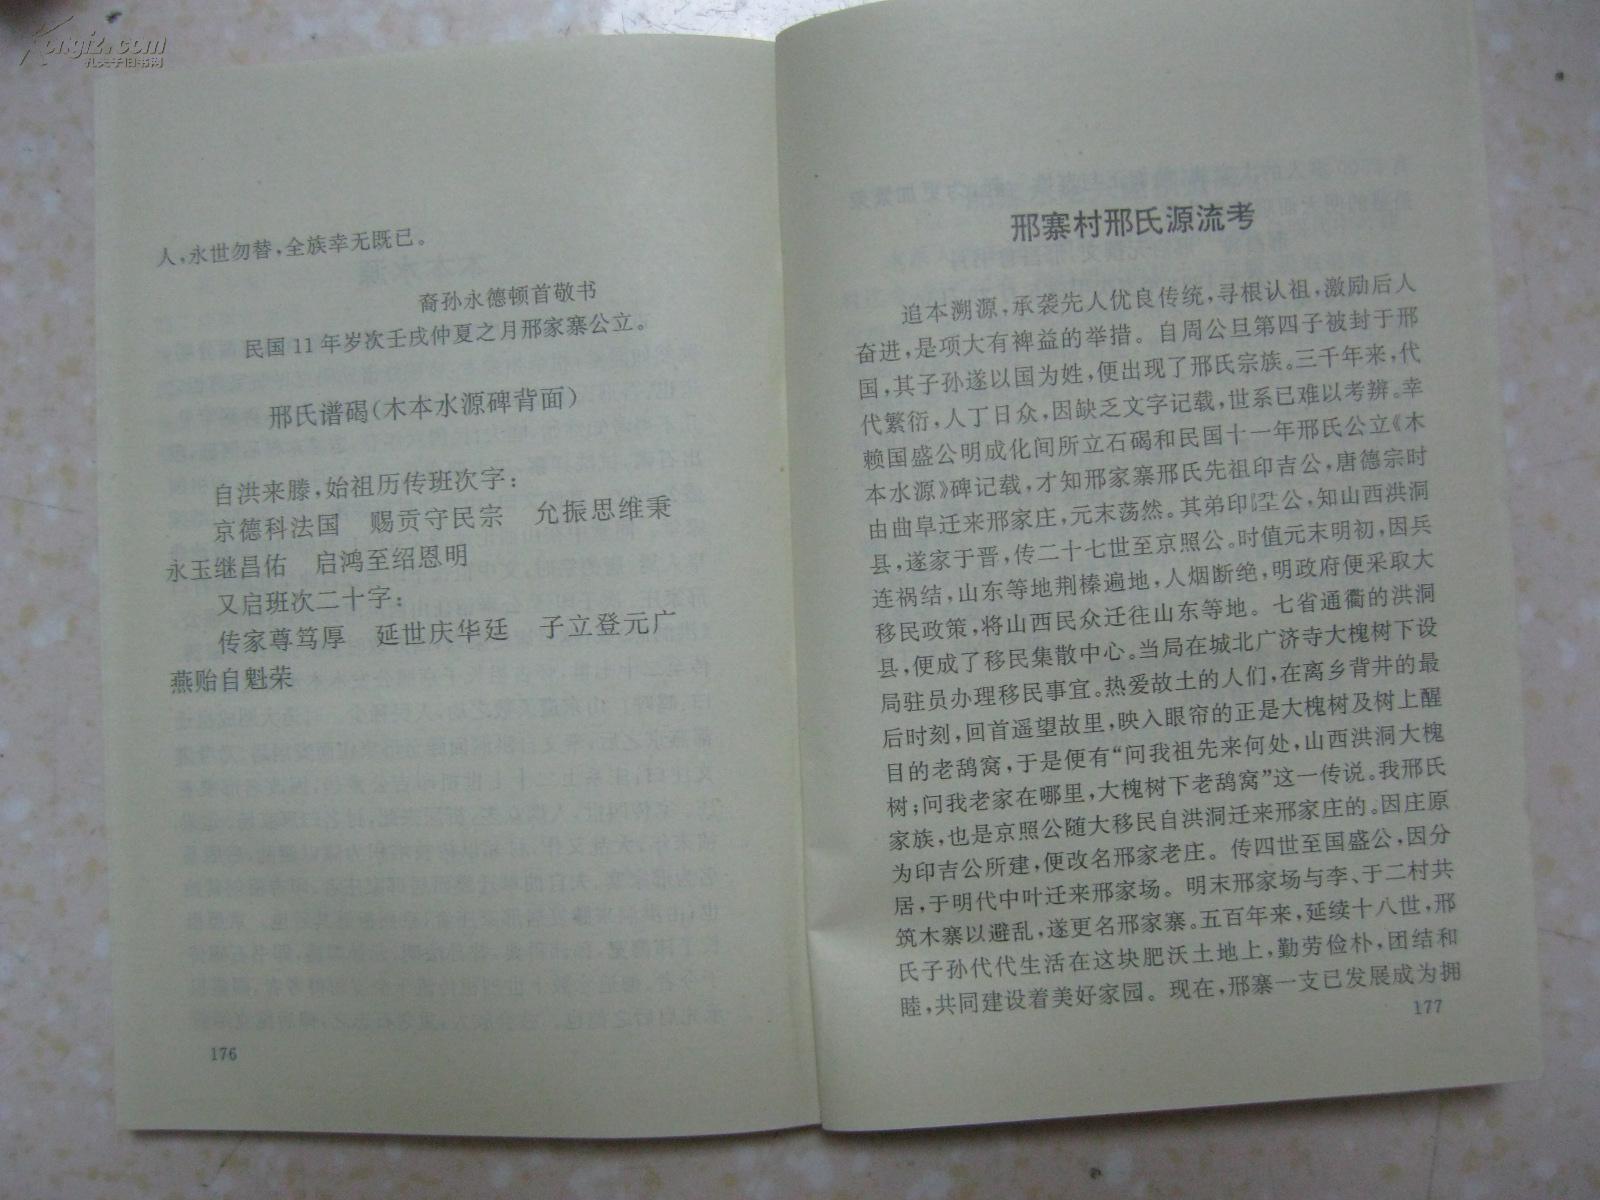 Kongfz.com
孔夫子旧书网
人,永世勿替,全族幸无既已。
裔孙永德顿首敬书
民国11年岁次壬戌仲夏之月邢家寨公立。
邢氏谱碣(木本水源碑背面)
自洪来滕,始祖历传班次字:
京德科法国 赐贡守民宗 允振思维秉
永玉继昌佑 启鸿至绍恩明
又启班次二十字:
传家尊笃厚 延世庆华廷 子立登元广
燕贻自魁荣
176
邢寨村邢氏源流考
追本溯源,承袭先人优良传统,寻根认祖,激励后人
奋进,是项大有裨益的举措。自周公旦第四子被封于邢
国,其子孙遂以国为姓,便出现了邢氏宗族。三千年来,代
代繁衍,人丁日众,因缺乏文字记载,世系已难以考辨。幸
赖国盛公明成化间所立石碣和民国十一年邢氏公立《木
本水源》碑记载,才知邢家寨邢氏先祖印吉公,唐德宗时
由曲阜迁来邢家庄,元末荡然。其弟印公,知山西洪洞
县,遂家于晋,传二十七世至京照公。时值元末明初,因兵
连祸结,山东等地荆榛遍地,人烟断绝,明政府便采取大
移民政策,将山西民众迁往山东等地。七省通衢的洪洞
县,便成了移民集散中心。当局在城北广济寺大槐树下设
局驻员办理移民事宜。热爱故土的人们,在离乡背井的最
后时刻,回首遥望故里,映入眼帘的正是大槐树及树上醒
目的老鸹窝,于是便有“问我祖先来何处,山西洪洞大槐
树;问我老家在哪里,大槐树下老鸹窝”这一传说。我邢氏
家族,也是京照公随大移民自洪洞迁来邢家庄的。因庄原
为印吉公所建,便改名邢家老庄。传四世至国盛公,因分
居,于明代中叶迁来邢家场。明末邢家场与李、于二村共
筑木寨以避乱,遂更名邢家寨。五百年来,延续十八世,邢
氏子孙代代生活在这块肥沃土地上,勤劳俭朴,团结和
睦,共同建设着美好家园。现在,邢寨一支已发展成为拥
177